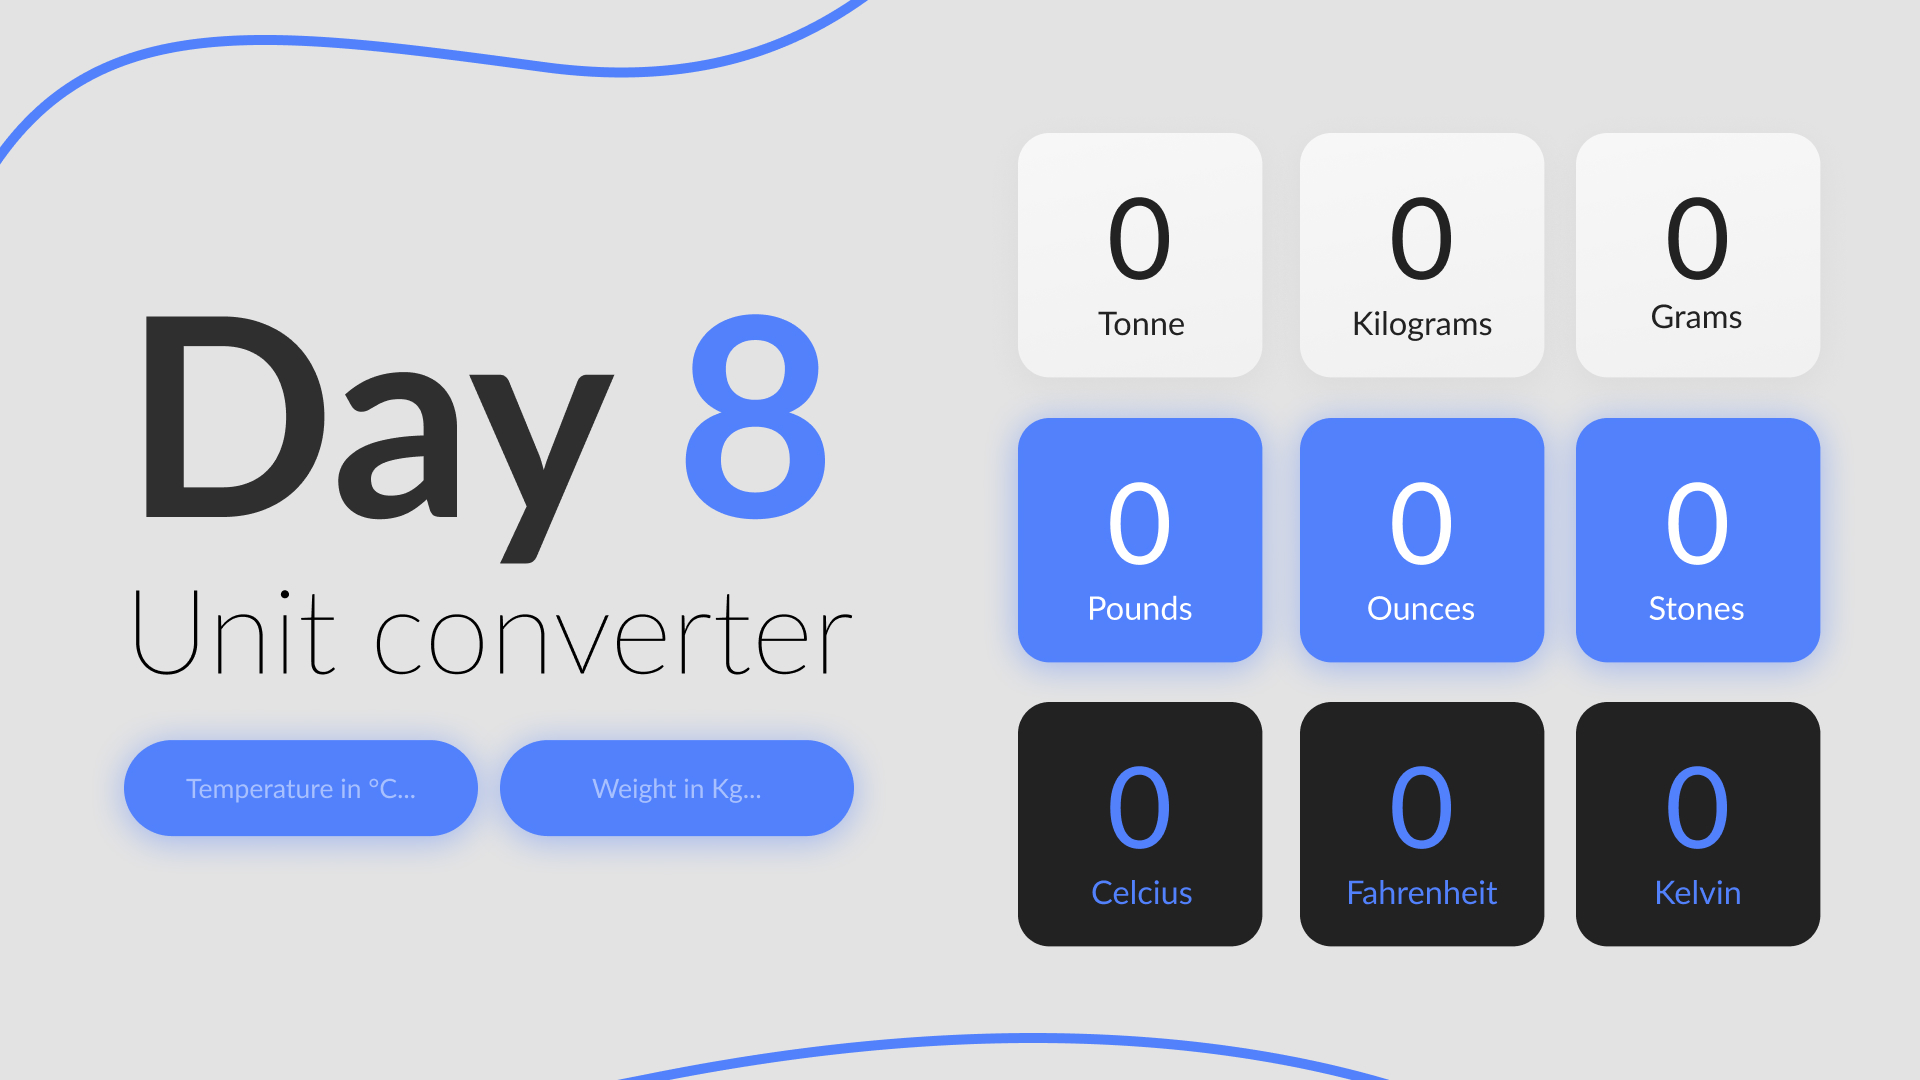 Day 8
Unit converter
Temperature in °C...
Weight in Kg...
0
Tonne
0
Kilograms
0
Grams
0
Pounds
0
Ounces
0
Stones
0
Celcius
0
Fahrenheit
0
Kelvin